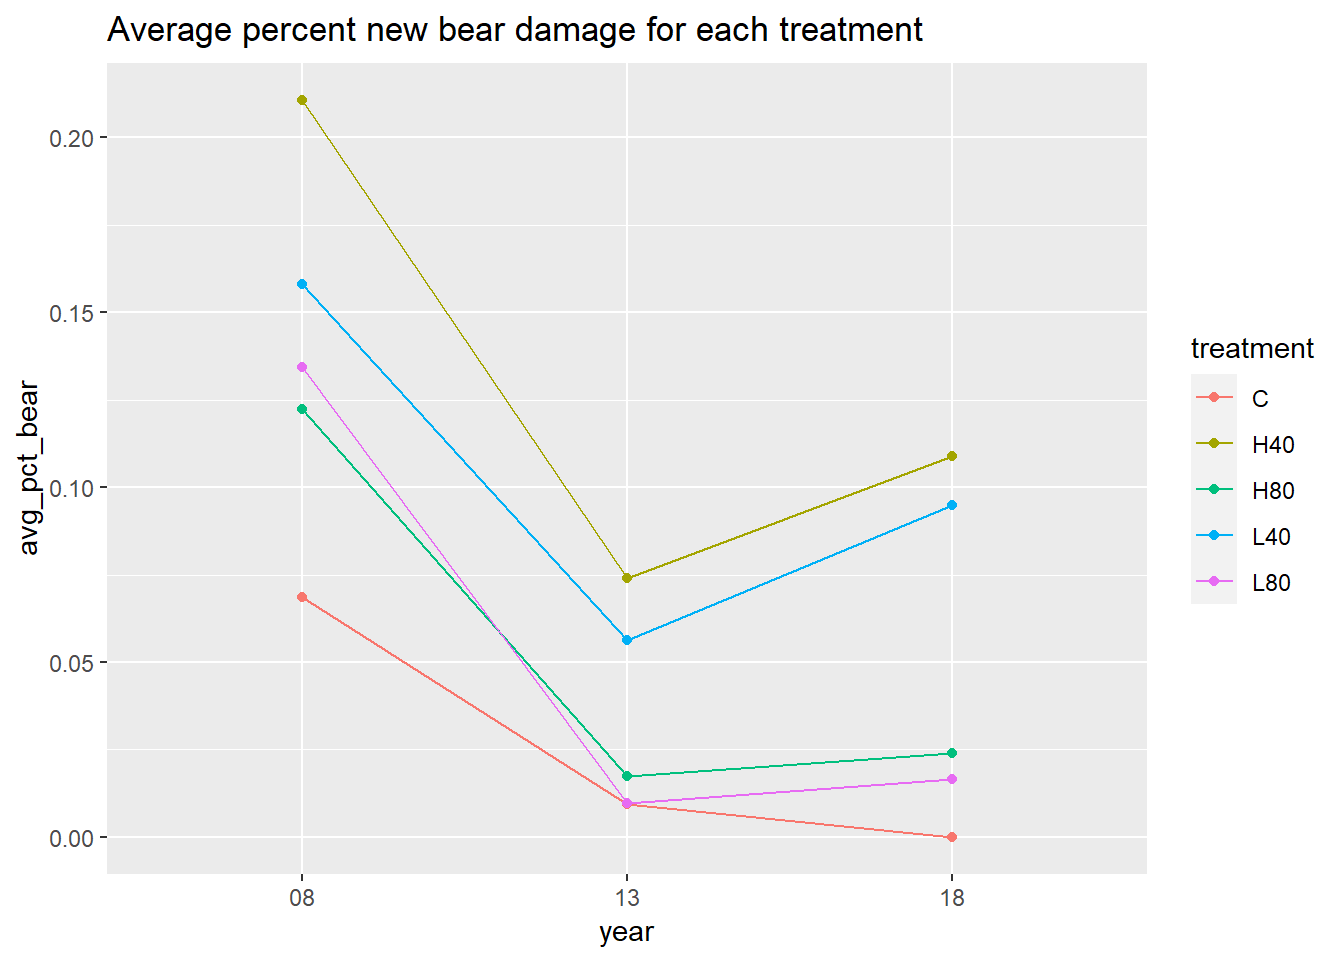 Average percent new bear damage for each treatment
avg_pct_bear
0.20
0.15
0.10
0.05
0.00
08 13 18
year
treatment
C
H40
H80
L40
L80